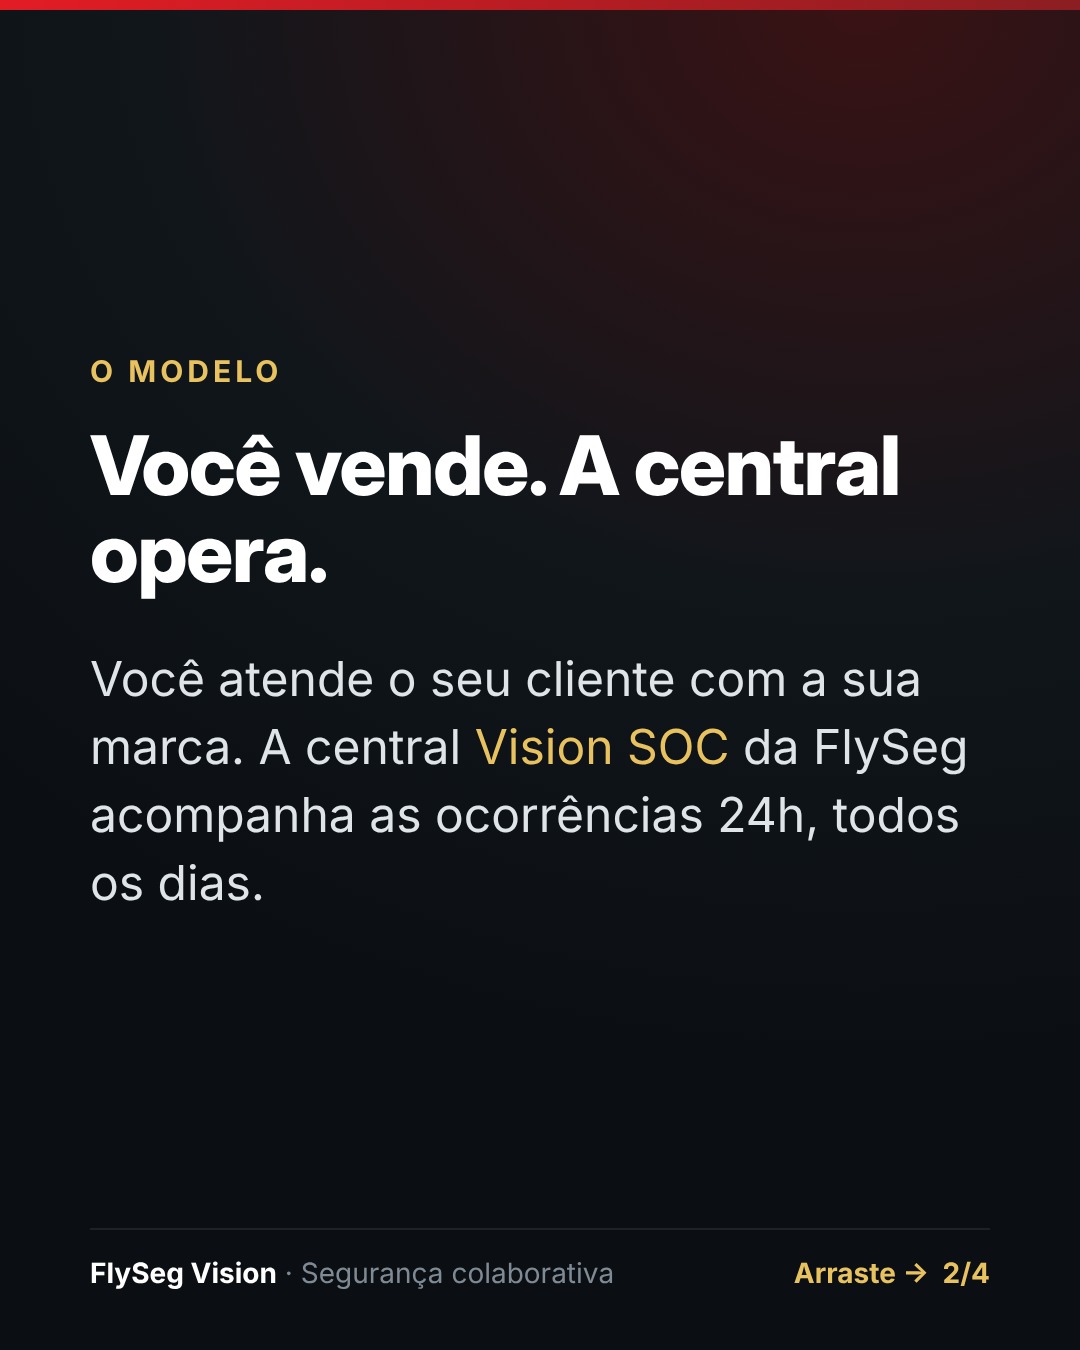 O MODELO
Você vende. A central
opera.
Você atende o seu cliente com a sua
marca. A central Vision SOC da FlySeg
acompanha as ocorrências 24h, todos
os dias.
FlySeg Vision · Segurança colaborativa
Arraste → 2/4